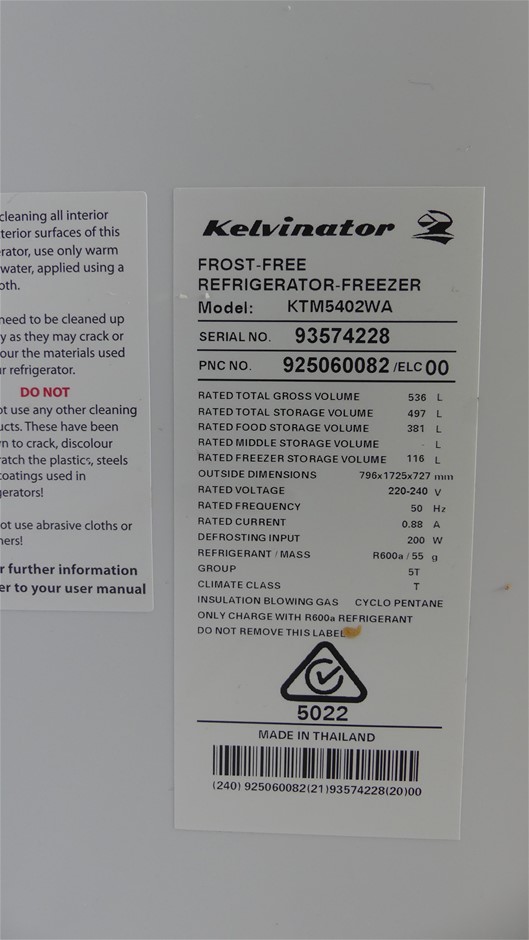 cleaning all interior
terior surfaces of this
rator, use only warm
water, applied using a
oth.
need to be cleaned up
y as they may crack or
our the materials used
r refrigerator.
DO NOT
ot use any other cleaning
ucts. These have been
n to crack, discolour
ratch the plastics, steels
coatings used in
gerators!
ot use abrasive cloths or
ners!
r further information
er to your user manual
Kelvinator
FROST-FREE
REFRIGERATOR-FREEZER
Model: KTM5402WA
SERIAL NO. 93574228
PNC NO. 925060082 /ELC 00
RATED TOTAL GROSS VOLUME 536 L
RATED TOTAL STORAGE VOLUME 497 L
RATED FOOD STORAGE VOLUME 381 L
RATED MIDDLE STORAGE VOLUME - L
RATED FREEZER STORAGE VOLUME 116 L
OUTSIDE DIMENSIONS 796x1725x727 mm
RATED VOLTAGE 220-240 V
RATED FREQUENCY 50 Hz
RATED CURRENT 0.88 A
DEFROSTING INPUT 200 W
REFRIGERANT / MASS R600a / 55 g
GROUP 5T
CLIMATE CLASS T
INSULATION BLOWING GAS CYCLO PENTANE
ONLY CHARGE WITH R600a REFRIGERANT
DO NOT REMOVE THIS LABEL
5022
MADE IN THAILAND
(240) 925060082(21)93574228(20)00